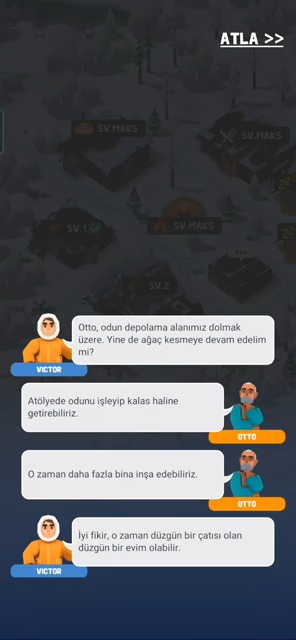 ATLA >>
SV.MAKS
SV.MAKS
SV.1
SV.MAKS
SV.2
Otto, odun depolama alanımız dolmak
üzere. Yine de ağaç kesmeye devam edelim
mi?
VICTOR
Atölyede odunu işleyip kalas haline
getirebiliriz.
OTTO
O zaman daha fazla bina inşa edebiliriz.
OTTO
İyi fikir, o zaman düzgün bir çatısı olan
düzgün bir evim olabilir.
VICTOR